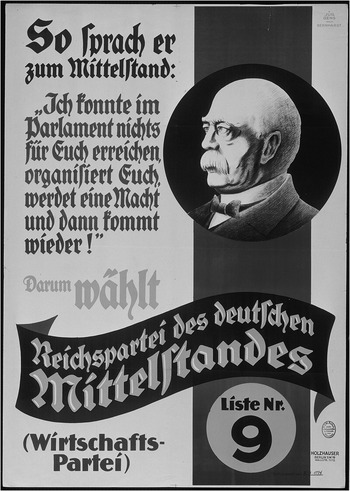 So sprach er
zum Mittelstand:
„Ich konnte im
Parlament nichts
für Euch erreichen,
organisiert Euch,
werdet eine Macht
und dann kommt
wieder!"
Darum wählt
Reichspartei des deutschen
Mittelstandes
(Wirtschafts-
Partei)
Liste Nr.
9
HOLZHAUSER